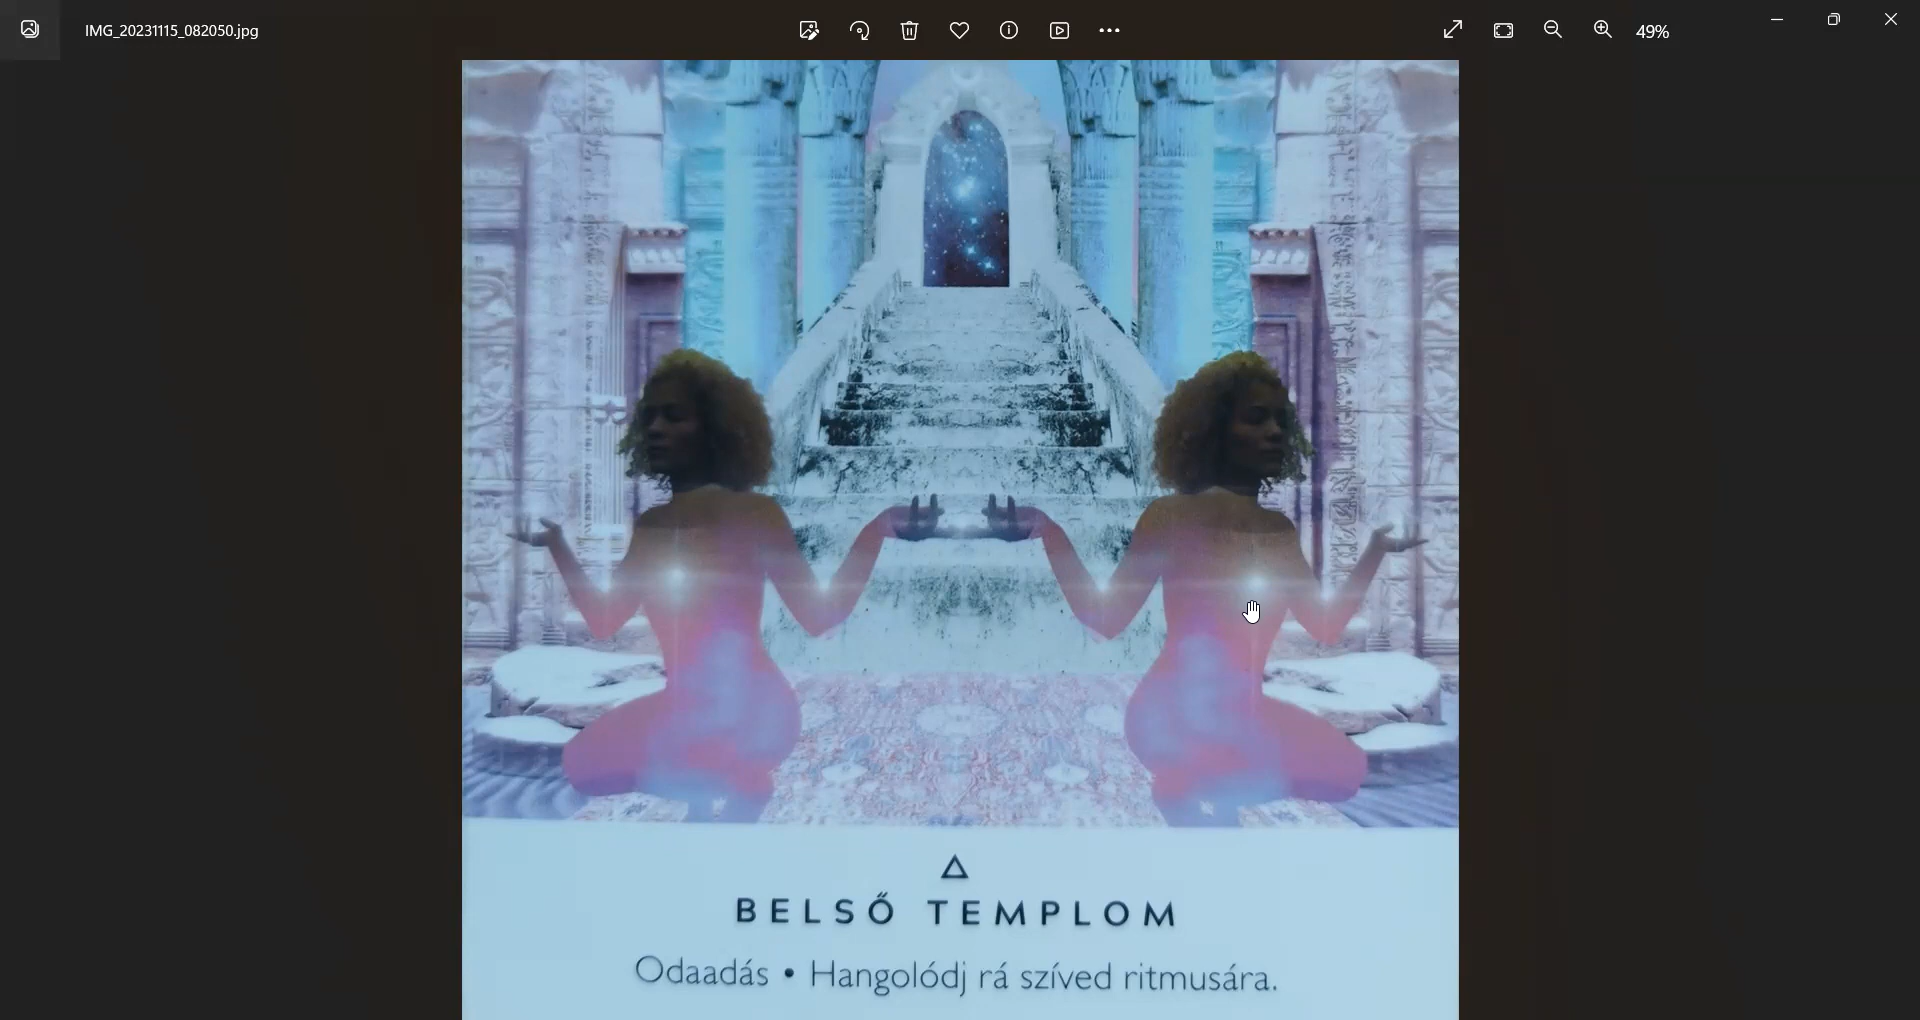 IMG_20231115_082050.jpg
49%
BELSŐ TEMPLOM
Odaadás • Hangolódj rá szíved ritmusára.